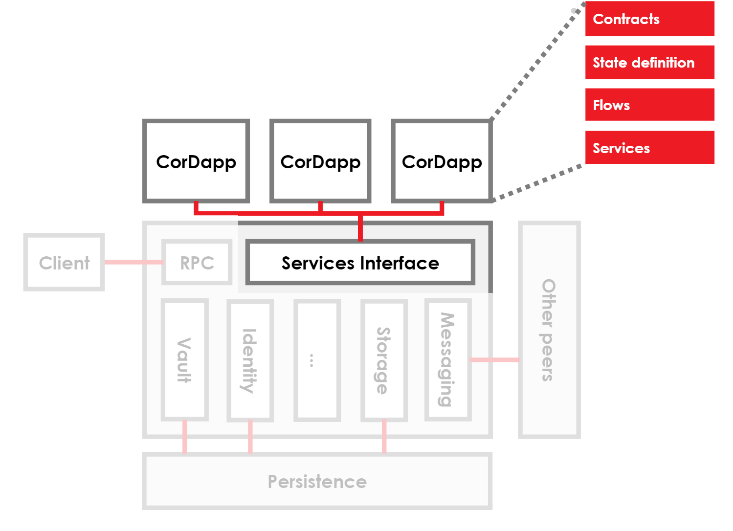 Contracts
State definition
Flows
Services
CorDapp
CorDapp
CorDapp
Client
RPC
Services Interface
Vault
Identity
...
Storage
Messaging
Other peers
Persistence